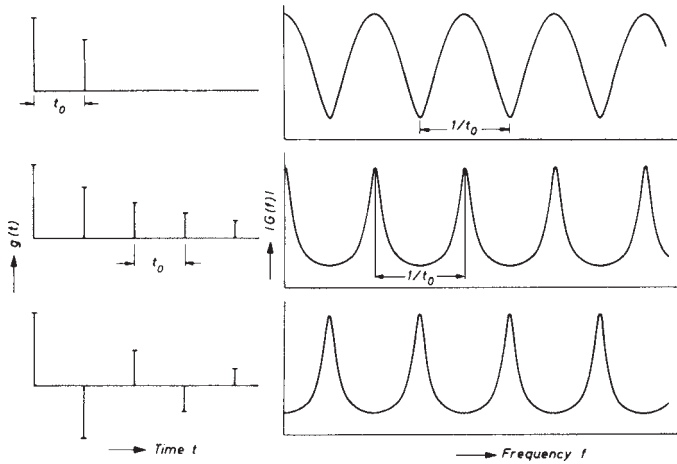 t₀
1/t₀
g(t)
t₀
|G(f)|
1/t₀
Time t
Frequency f